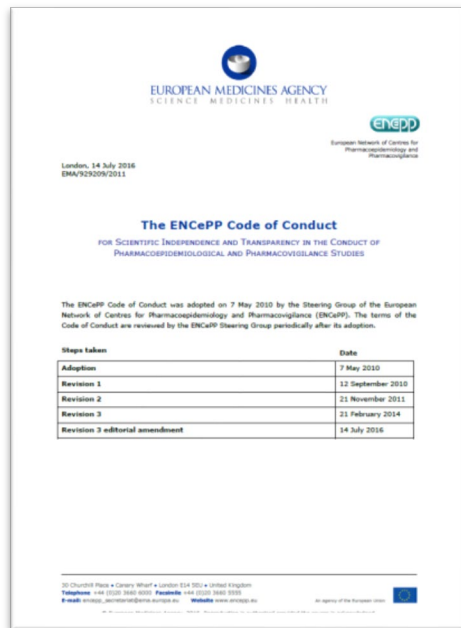 EUROPEAN MEDICINES AGENCY
SCIENCE MEDICINES HEALTH
encepp
European Network of Centres for
Pharmacoepidemiology and
Pharmacovigilance
London, 14 July 2016
EMA/929209/2011
The ENCePP Code of Conduct
FOR SCIENTIFIC INDEPENDENCE AND TRANSPARENCY IN THE CONDUCT OF
PHARMACOEPIDEMIOLOGICAL AND PHARMACOVIGILANCE STUDIES
The ENCePP Code of Conduct was adopted on 7 May 2010 by the Steering Group of the European
Network of Centres for Pharmacoepidemiology and Pharmacovigilance (ENCePP). The terms of the
Code of Conduct are reviewed by the ENCePP Steering Group periodically after its adoption.
Steps taken Date
Adoption 7 May 2010
Revision 1 12 September 2010
Revision 2 21 November 2011
Revision 3 21 February 2014
Revision 3 editorial amendment 14 July 2016
30 Churchill Place • Canary Wharf • London E14 5EU • United Kingdom
Telephone +44 (0)20 3660 6000 Facsimile +44 (0)20 3660 5555
E-mail: encepp_secretariat@ema.europa.eu Website www.encepp.eu
An agency of the European Union